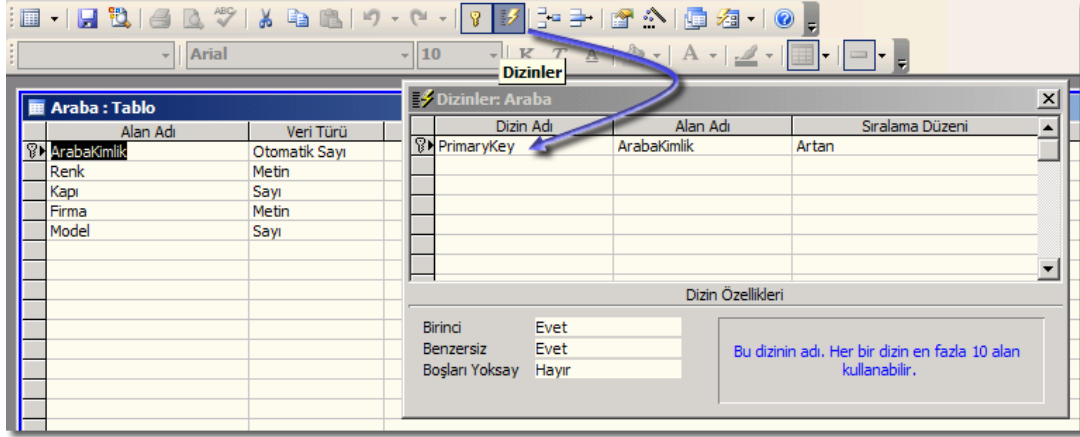 ABC
Arial
10
K T A
A
Dizinler
Araba : Tablo
Alan Adı Veri Türü
ArabaKimlik Otomatik Sayı
Renk Metin
Kapı Sayı
Firma Metin
Model Sayı
Dizinler: Araba
Dizin Adı Alan Adı Sıralama Düzeni
PrimaryKey ArabaKimlik Artan
Dizin Özellikleri
Birinci Evet
Benzersiz Evet
Boşları Yoksay Hayır
Bu dizinin adı. Her bir dizin en fazla 10 alan
kullanabilir.